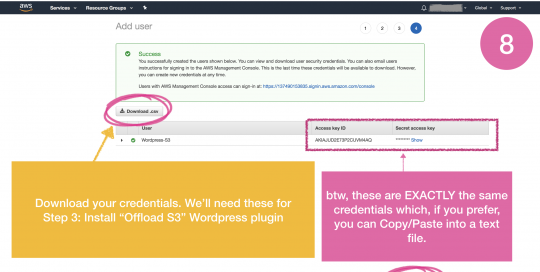 aws
Services
Resource Groups
Global
Support
Add user
1 2 3 4
8
Success
You successfully created the users shown below. You can view and download user security credentials. You can also email users
instructions for signing in to the AWS Management Console. This is the last time these credentials will be available to download. However,
you can create new credentials at any time.
Users with AWS Management Console access can sign-in at: https://137490153835.signin.aws.amazon.com/console
Download .csv
User
Access key ID
Secret access key
Wordpress-S3
******** Show
Download your credentials. We'll need these for
Step 3: Install “Offload S3” Wordpress plugin
btw, these are EXACTLY the same
credentials which, if you prefer,
you can Copy/Paste into a text
file.